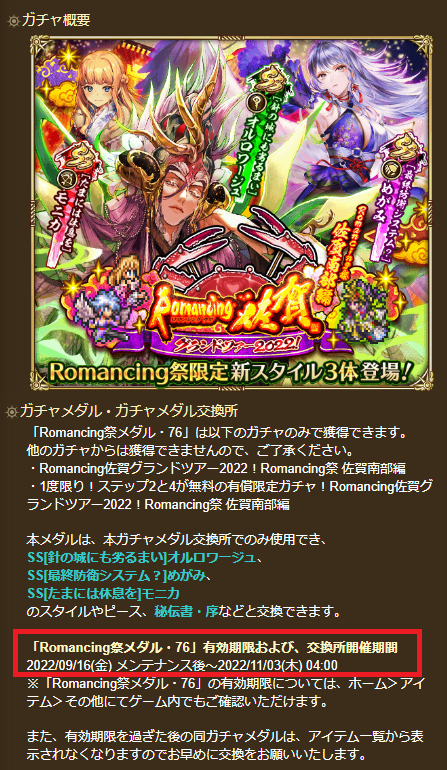 ガチャ概要
「針の城にも劣るまい」
オルロワージュ
「最終防衛システム?」
めがみ
「たまには休息を」
モニカ
Romancing佐賀
佐賀南部編
グランドツアー2022!
Romancing祭限定新スタイル3体登場!
ガチャメダル・ガチャメダル交換所
「Romancing祭メダル・76」は以下のガチャのみで獲得できます。
他のガチャからは獲得できませんので、ご了承ください。
・Romancing佐賀グランドツアー2022!Romancing祭 佐賀南部編
・1度限り!ステップ2と4が無料の有償限定ガチャ!Romancing佐賀グ
ランドツアー2022!Romancing祭 佐賀南部編
本メダルは、本ガチャメダル交換所でのみ使用でき、
SS[針の城にも劣るまい]オルロワージュ、
SS[最終防衛システム?]めがみ、
SS[たまには休息を]モニカ
のスタイルやピース、秘伝書・序などと交換できます。
「Romancing祭メダル・76」有効期限および、交換所開催期間
2022/09/16(金) メンテナンス後~2022/11/03(木) 04:00
※「Romancing祭メダル・76」の有効期限については、ホーム>アイ
テム>その他にてゲーム内でもご確認いただけます。
また、有効期限を過ぎた後の同ガチャメダルは、アイテム一覧から表
示されなくなりますのでお早めに交換をお願いいたします。